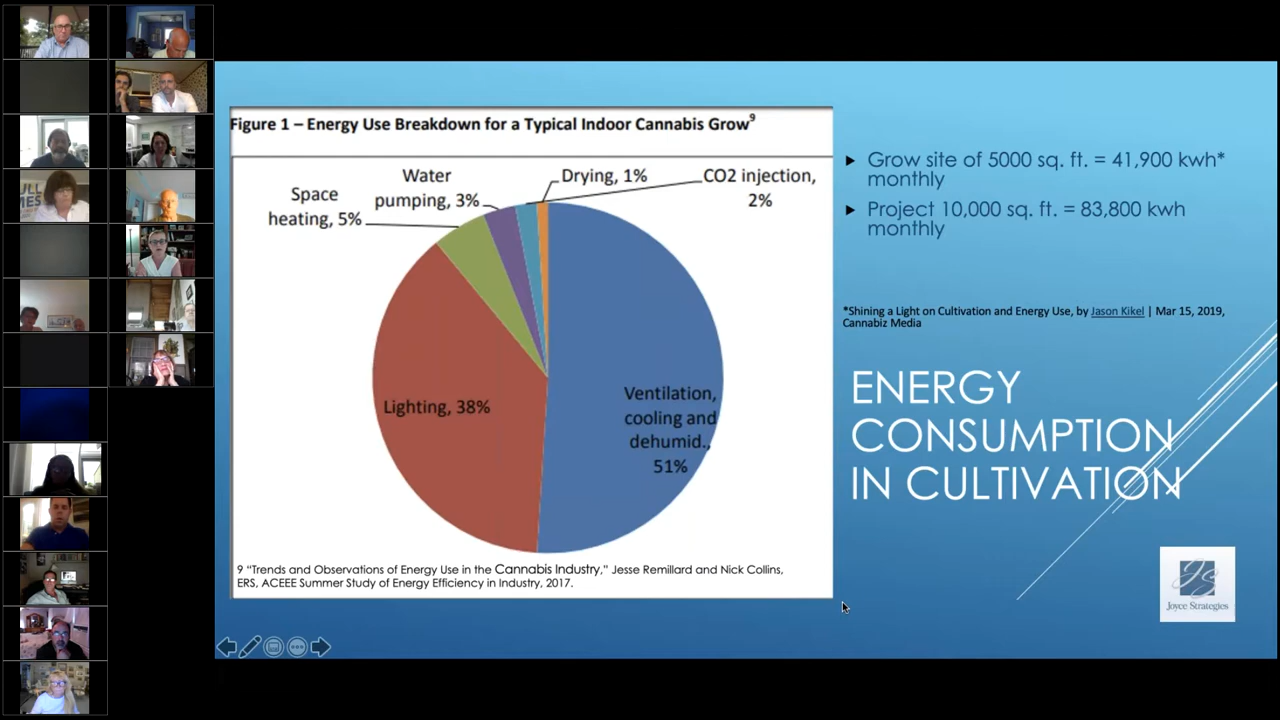 Figure 1 – Energy Use Breakdown for a Typical Indoor Cannabis Grow9
Space
heating, 5%
Water
pumping, 3%
Drying, 1%
CO2 injection,
2%
Lighting, 38%
Ventilation,
cooling and
dehumid.,
51%
9 “Trends and Observations of Energy Use in the Cannabis Industry,” Jesse Remillard and Nick Collins,
ERS, ACEEE Summer Study of Energy Efficiency in Industry, 2017.
Grow site of 5000 sq. ft. = 41,900 kwh*
monthly
Project 10,000 sq. ft. = 83,800 kwh
monthly
*Shining a Light on Cultivation and Energy Use, by Jason Kikel | Mar 15, 2019,
Cannabiz Media
ENERGY
CONSUMPTION
IN CULTIVATION
JS
Joyce Strategies